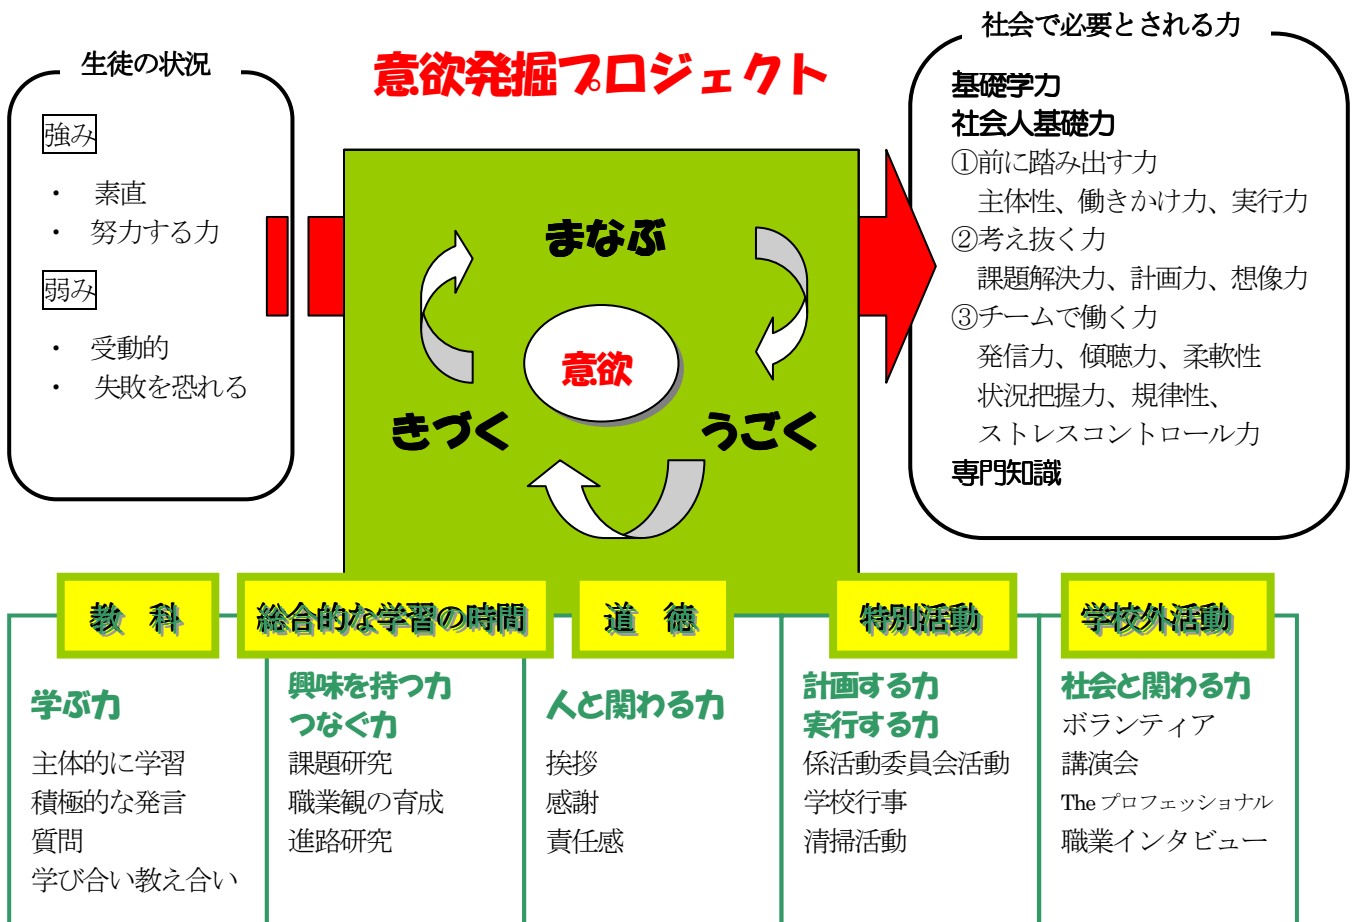 意欲発掘プロジェクト
生徒の状況
強み
・ 素直
・ 努力する力
弱み
・ 受動的
・ 失敗を恐れる
まなぶ
意欲
きづく
うごく
社会で必要とされる力
基礎学力
社会人基礎力
①前に踏み出す力
主体性、働きかけ力、実行力
②考え抜く力
課題解決力、計画力、想像力
③チームで働く力
発信力、傾聴力、柔軟性
状況把握力、規律性、
ストレスコントロール力
専門知識
教 科
学ぶ力
主体的に学習
積極的な発言
質問
学び合い教え合い
総合的な学習の時間
興味を持つ力
つなぐ力
課題研究
職業観の育成
進路研究
道 徳
人と関わる力
挨拶
感謝
責任感
特別活動
計画する力
実行する力
係活動委員会活動
学校行事
清掃活動
学校外活動
社会と関わる力
ボランティア
講演会
The プロフェッショナル
職業インタビュー